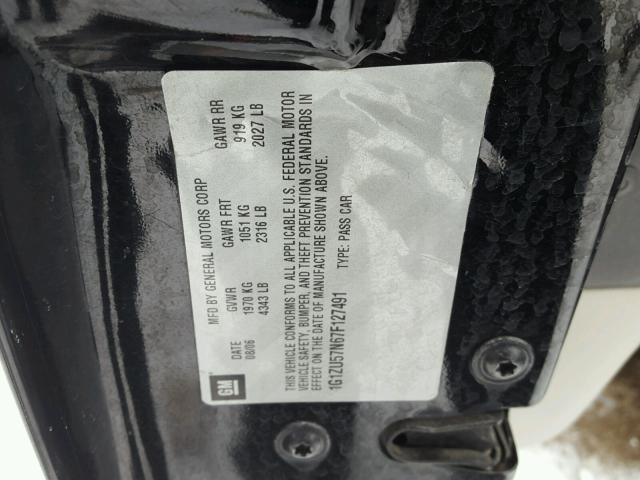 GM
MFD BY GENERAL MOTORS CORP
DATE GVWR GAWR FRT GAWR RR
08/06 1970 KG 1051 KG 919 KG
4343 LB 2316 LB 2027 LB
THIS VEHICLE CONFORMS TO ALL APPLICABLE U.S. FEDERAL MOTOR
VEHICLE SAFETY, BUMPER, AND THEFT PREVENTION STANDARDS IN
EFFECT ON THE DATE OF MANUFACTURE SHOWN ABOVE.
1G1ZU57N67F127491 TYPE: PASS CAR